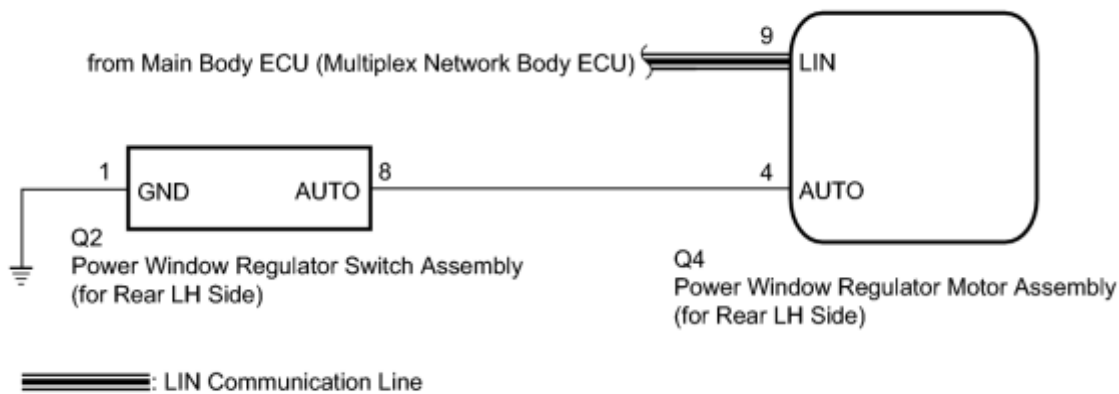 9
from Main Body ECU (Multiplex Network Body ECU)
LIN
1
8
4
GND
AUTO
AUTO
Q2
Power Window Regulator Switch Assembly
(for Rear LH Side)
Q4
Power Window Regulator Motor Assembly
(for Rear LH Side)
: LIN Communication Line